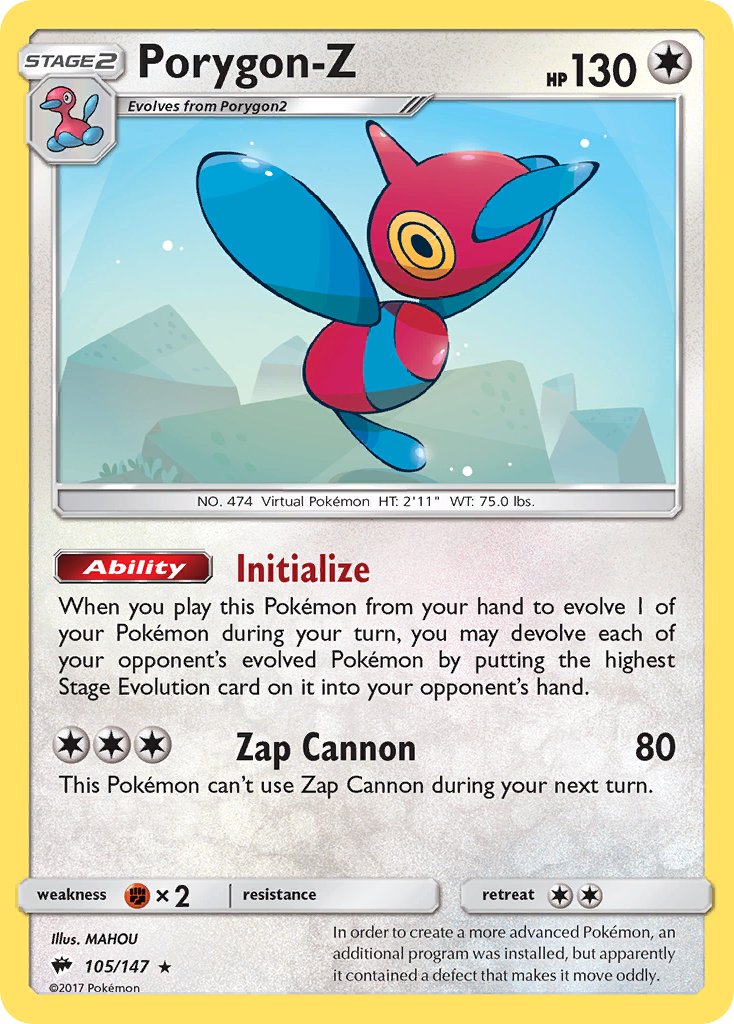 STAGE2
Porygon-Z
HP 130
Evolves from Porygon2
NO. 474 Virtual Pokémon HT: 2'11" WT: 75.0 lbs.
Ability Initialize
When you play this Pokémon from your hand to evolve 1 of
your Pokémon during your turn, you may devolve each of
your opponent's evolved Pokémon by putting the highest
Stage Evolution card on it into your opponent's hand.
Zap Cannon 80
This Pokémon can't use Zap Cannon during your next turn.
weakness ×2 resistance retreat
Illus. MAHOU
105/147 ★
©2017 Pokémon
In order to create a more advanced Pokémon, an
additional program was installed, but apparently
it contained a defect that makes it move oddly.